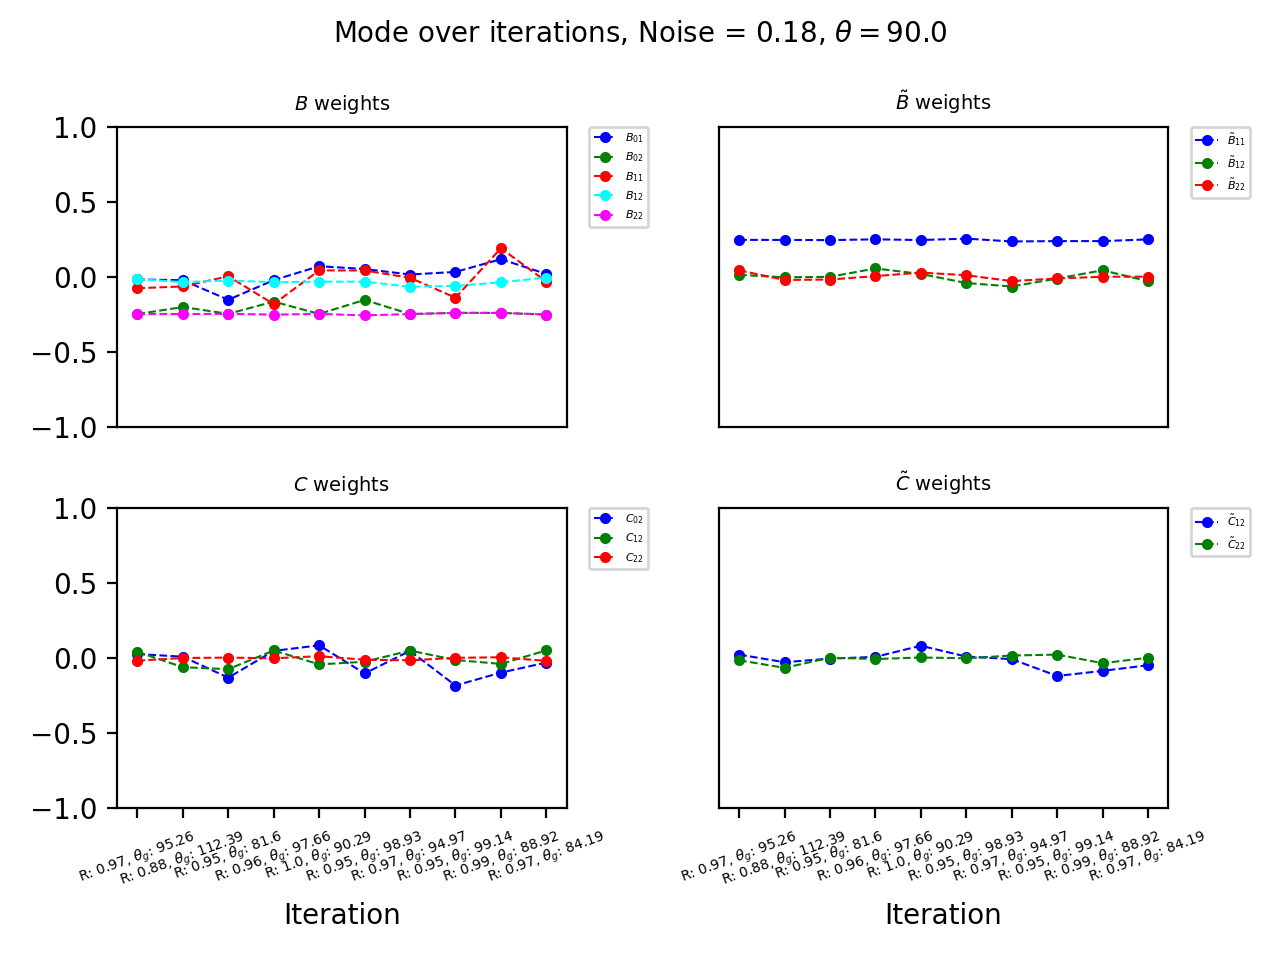 Mode over iterations, Noise = 0.18, θ = 90.0
B weights
1.0
0.5
0.0
−0.5
−1.0
B₀₁
B₀₂
B₁₁
B₁₂
B₂₂
B̃ weights
B̃₁₁
B̃₁₂
B̃₂₂
C weights
1.0
0.5
0.0
−0.5
−1.0
C₀₂
C₁₂
C₂₂
R: 0.97, θg: 95.26
R: 0.88, θg: 112.39
R: 0.95, θg: 81.6
R: 0.96, θg: 97.66
R: 1.0, θg: 90.29
R: 0.95, θg: 98.93
R: 0.97, θg: 94.97
R: 0.95, θg: 99.14
R: 0.99, θg: 88.92
R: 0.97, θg: 84.19
Iteration
C̃ weights
C̃₁₂
C̃₂₂
R: 0.97, θg: 95.26
R: 0.88, θg: 112.39
R: 0.95, θg: 81.6
R: 0.96, θg: 97.66
R: 1.0, θg: 90.29
R: 0.95, θg: 98.93
R: 0.97, θg: 94.97
R: 0.95, θg: 99.14
R: 0.99, θg: 88.92
R: 0.97, θg: 84.19
Iteration